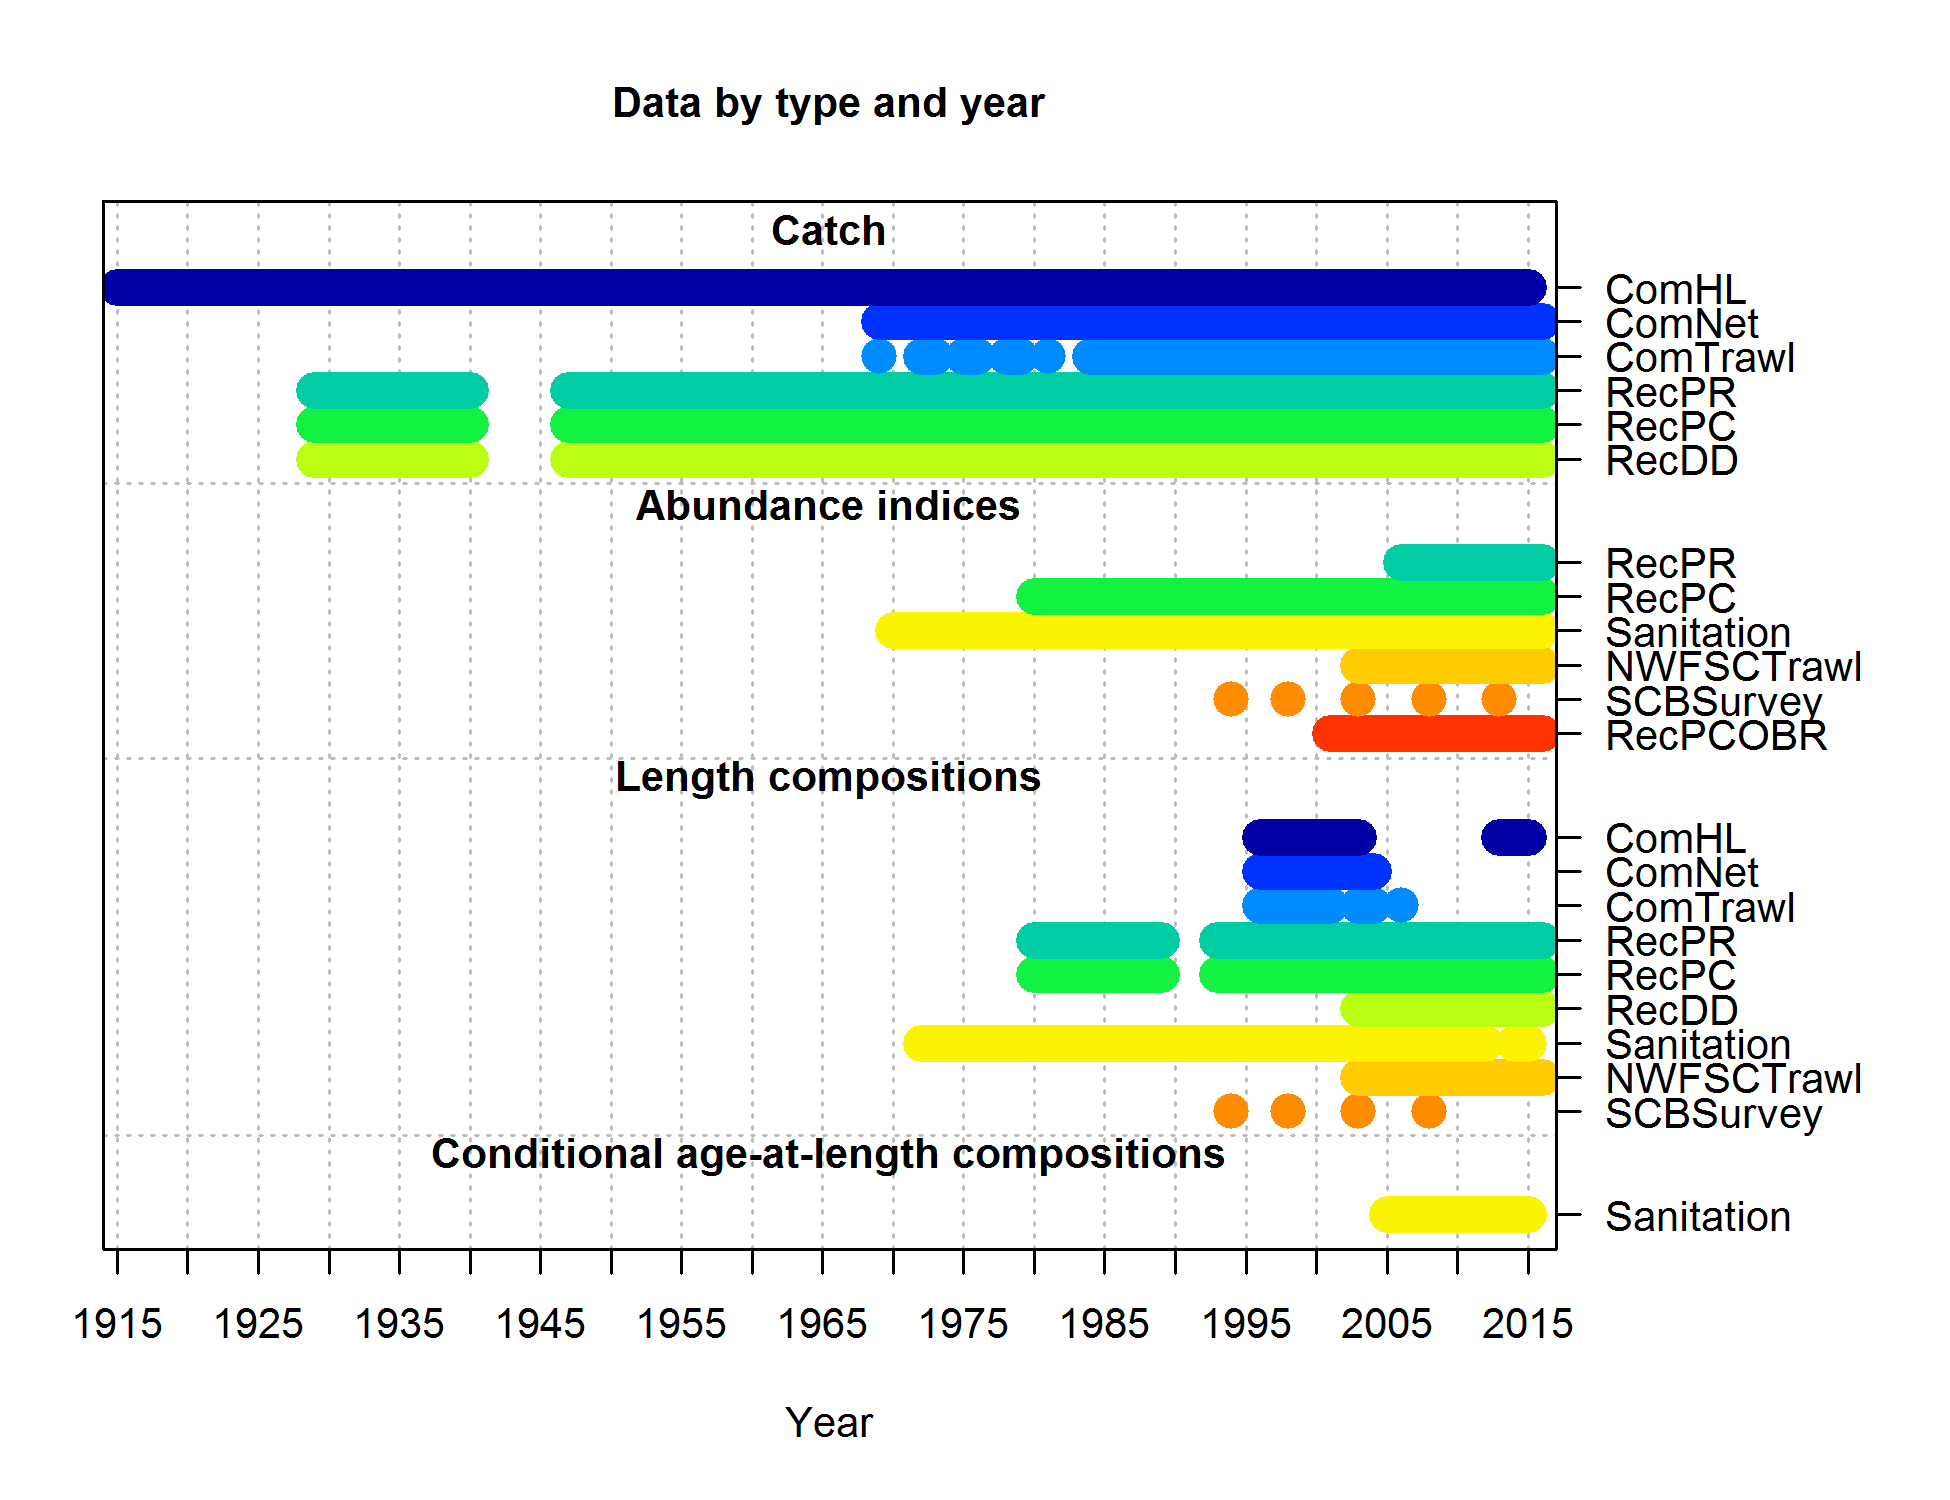 Data by type and year
Catch
ComHL
ComNet
ComTrawl
RecPR
RecPC
RecDD
Abundance indices
RecPR
RecPC
Sanitation
NWFSCTrawl
SCBSurvey
RecPCOBR
Length compositions
ComHL
ComNet
ComTrawl
RecPR
RecPC
RecDD
Sanitation
NWFSCTrawl
SCBSurvey
Conditional age-at-length compositions
Sanitation
1915 1925 1935 1945 1955 1965 1975 1985 1995 2005 2015
Year